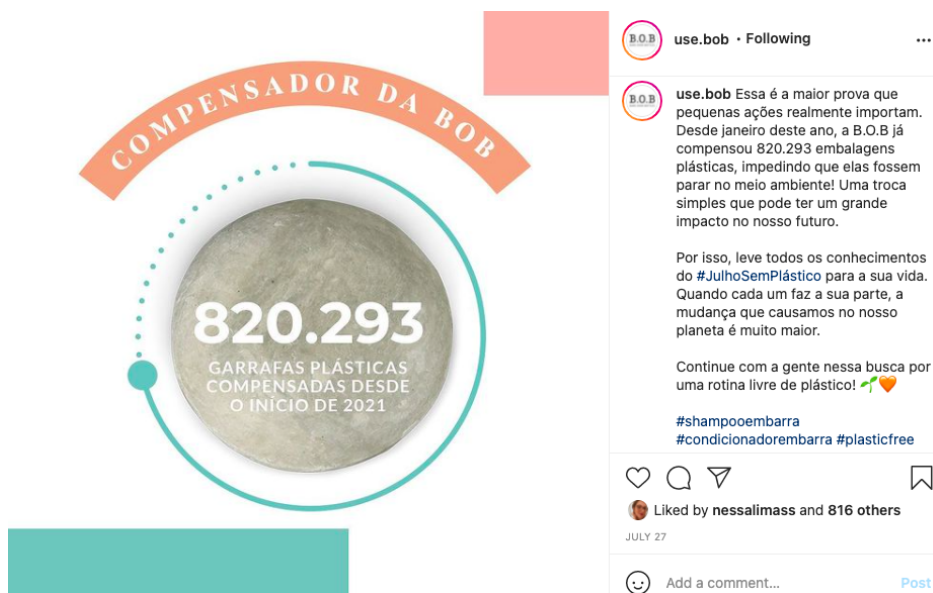 COMPENSADOR DA BOB
820.293
GARRAFAS PLÁSTICAS
COMPENSADAS DESDE
O INÍCIO DE 2021
B.O.B
use.bob • Following
B.O.B
use.bob Essa é a maior prova que
pequenas ações realmente importam.
Desde janeiro deste ano, a B.O.B já
compensou 820.293 embalagens
plásticas, impedindo que elas fossem
parar no meio ambiente! Uma troca
simples que pode ter um grande
impacto no nosso futuro.
Por isso, leve todos os conhecimentos
do #JulhoSemPlástico para a sua vida.
Quando cada um faz a sua parte, a
mudança que causamos no nosso
planeta é muito maior.
Continue com a gente nessa busca por
uma rotina livre de plástico! 🌱🧡
#shampooembarra
#condicionadorembarra #plasticfree
Liked by nessalimass and 816 others
JULY 27
Add a comment...
Post